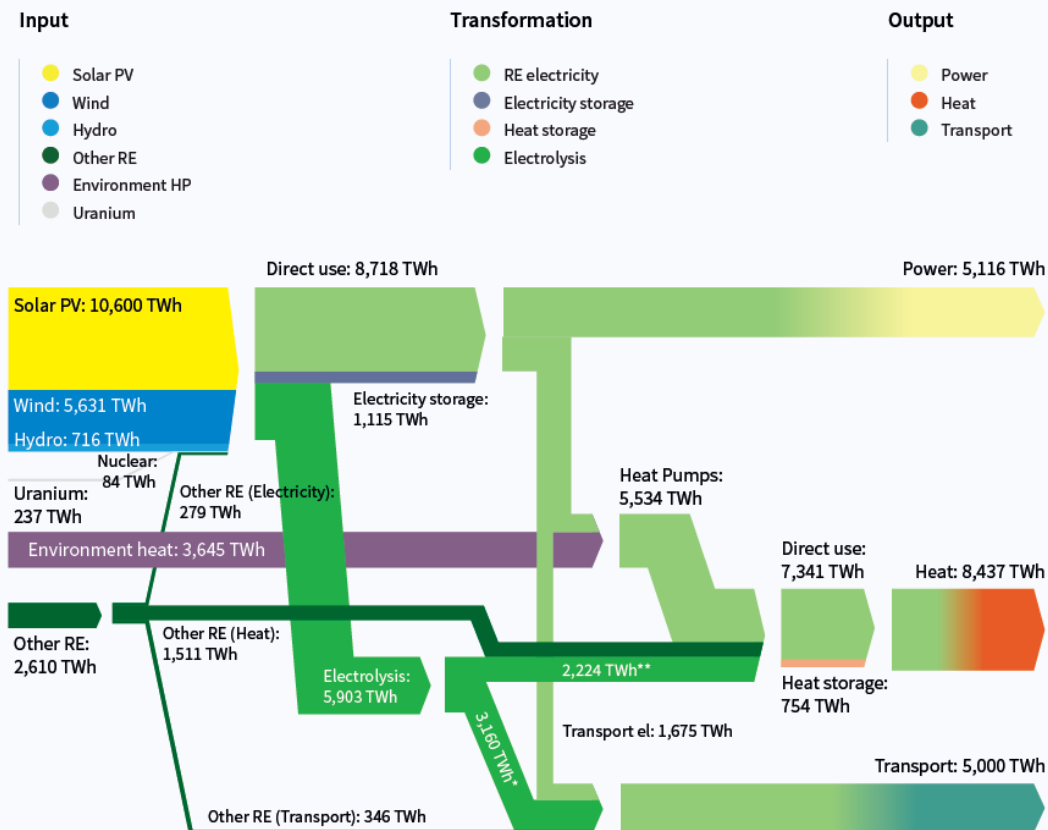 Input
Transformation
Output
Solar PV
Wind
Hydro
Other RE
Environment HP
Uranium
RE electricity
Electricity storage
Heat storage
Electrolysis
Power
Heat
Transport
Direct use: 8,718 TWh
Power: 5,116 TWh
Solar PV: 10,600 TWh
Wind: 5,631 TWh
Hydro: 716 TWh
Electricity storage:
1,115 TWh
Nuclear:
84 TWh
Uranium:
237 TWh
Other RE (Electricity):
279 TWh
Heat Pumps:
5,534 TWh
Environment heat: 3,645 TWh
Direct use:
7,341 TWh
Heat: 8,437 TWh
Other RE:
2,610 TWh
Other RE (Heat):
1,511 TWh
Electrolysis:
5,903 TWh
2,224 TWh**
Heat storage:
754 TWh
3,160 TWh*
Transport el: 1,675 TWh
Transport: 5,000 TWh
Other RE (Transport): 346 TWh